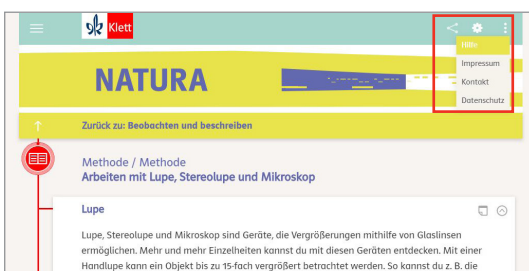 Klett
Hilfe
Impressum
Kontakt
Datenschutz
NATURA
Zurück zu: Beobachten und beschreiben
Methode / Methode
Arbeiten mit Lupe, Stereolupe und Mikroskop
Lupe
Lupe, Stereolupe und Mikroskop sind Geräte, die Vergrößerungen mithilfe von Glaslinsen
ermöglichen. Mehr und mehr Einzelheiten kannst du mit diesen Geräten entdecken. Mit einer
Handlupe kann ein Objekt bis zu 15-fach vergrößert betrachtet werden. So kannst du z. B. die